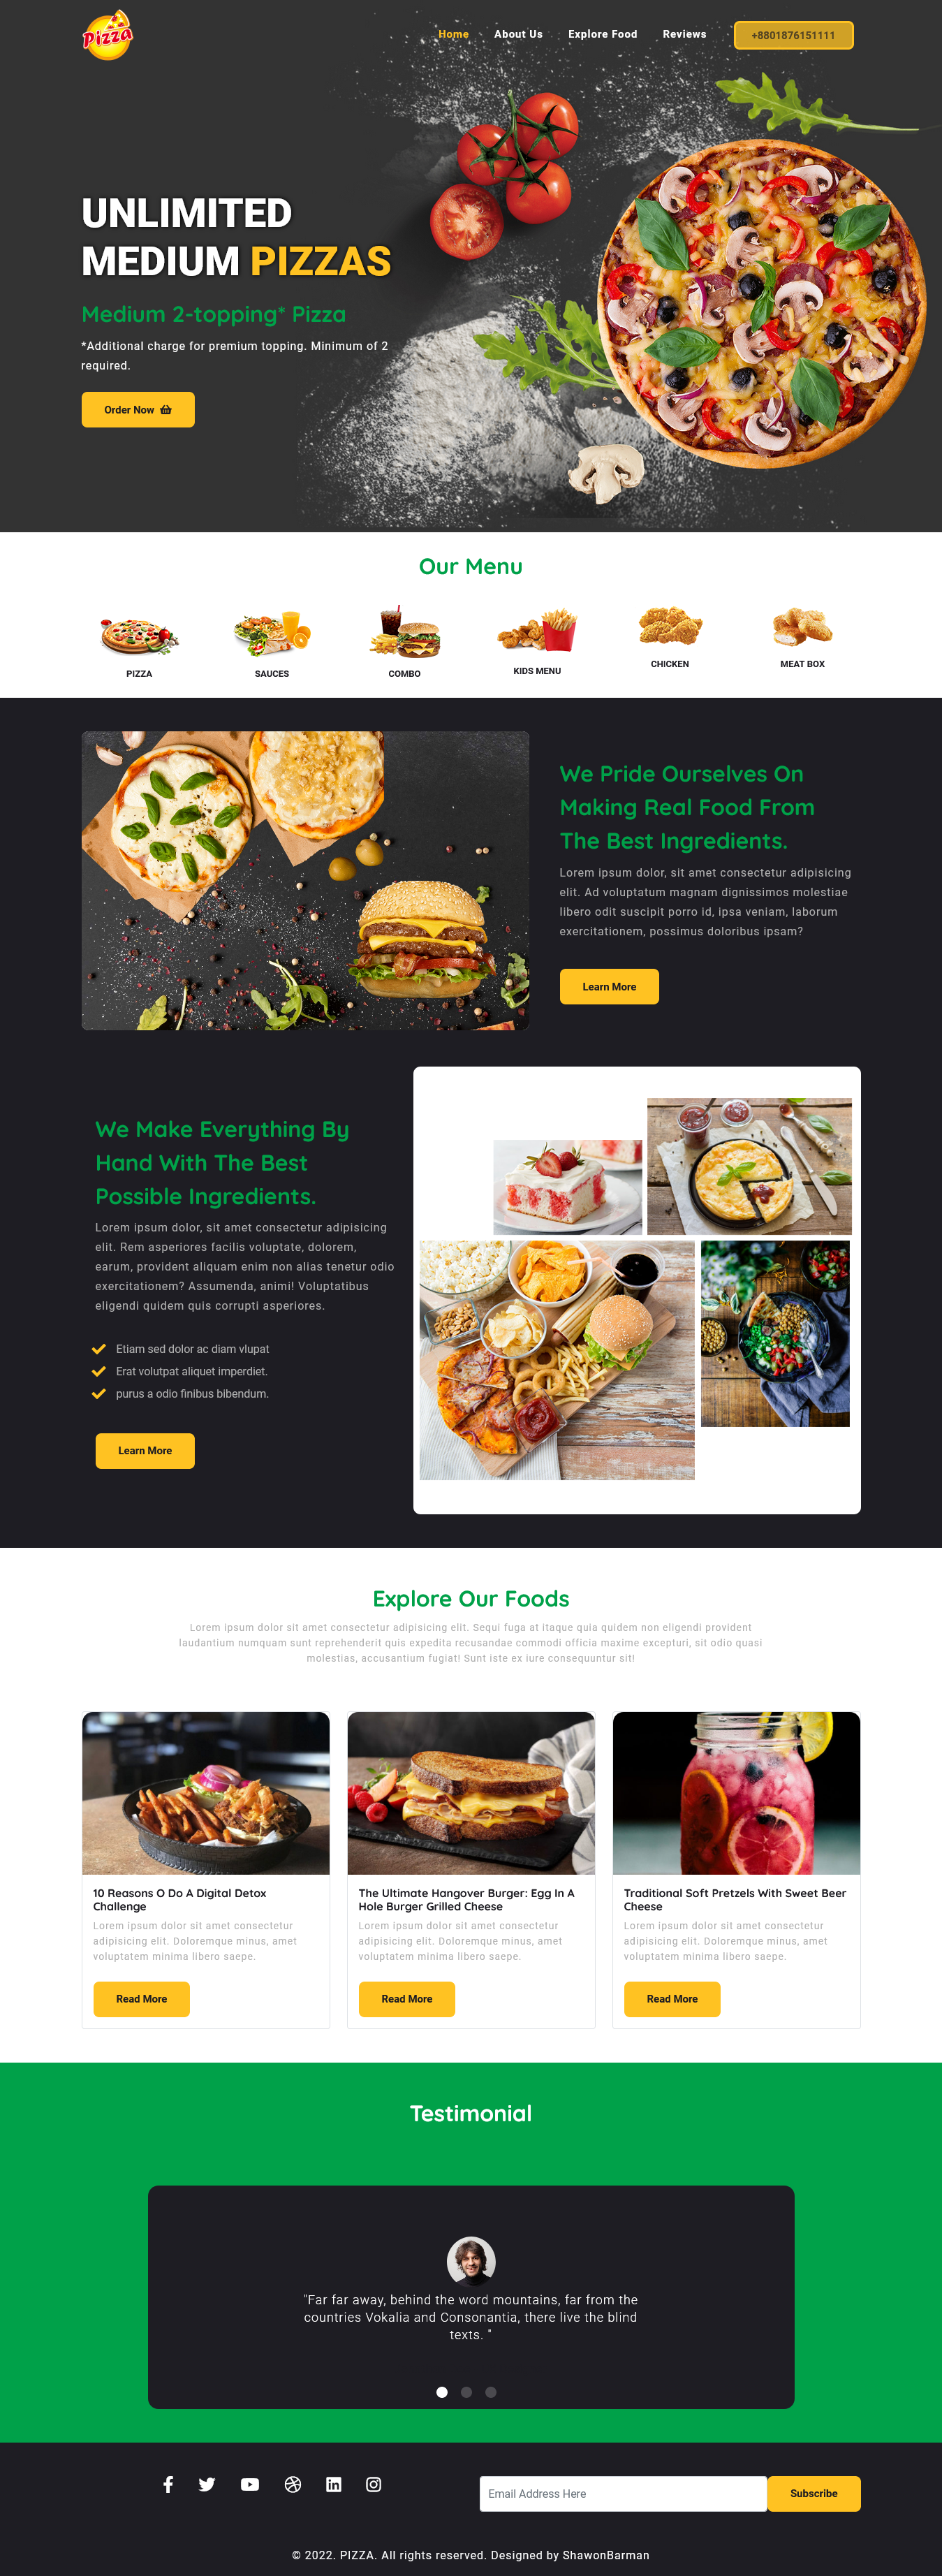 Pizza
Home About Us Explore Food Reviews +8801876151111
UNLIMITED
MEDIUM PIZZAS
Medium 2-topping* Pizza
*Additional charge for premium topping. Minimum of 2
required.
Order Now
Our Menu
PIZZA SAUCES COMBO KIDS MENU CHICKEN MEAT BOX
We Pride Ourselves On
Making Real Food From
The Best Ingredients.
Lorem ipsum dolor, sit amet consectetur adipisicing
elit. Ad voluptatum magnam dignissimos molestiae
libero odit suscipit porro id, ipsa veniam, laborum
exercitationem, possimus doloribus ipsam?
Learn More
We Make Everything By
Hand With The Best
Possible Ingredients.
Lorem ipsum dolor, sit amet consectetur adipisicing
elit. Rem asperiores facilis voluptate, dolorem,
earum, provident aliquam enim non alias tenetur odio
exercitationem? Assumenda, animi! Voluptatibus
eligendi quidem quis corrupti asperiores.
Etiam sed dolor ac diam vlupat
Erat volutpat aliquet imperdiet.
purus a odio finibus bibendum.
Learn More
Explore Our Foods
Lorem ipsum dolor sit amet consectetur adipisicing elit. Sequi fuga at itaque quia quidem non eligendi provident
laudantium numquam sunt reprehenderit quis expedita recusandae commodi officia maxime excepturi, sit odio quasi
molestias, accusantium fugiat! Sunt iste ex iure consequuntur sit!
10 Reasons O Do A Digital Detox
Challenge
Lorem ipsum dolor sit amet consectetur
adipisicing elit. Doloremque minus, amet
voluptatem minima libero saepe.
Read More
The Ultimate Hangover Burger: Egg In A
Hole Burger Grilled Cheese
Lorem ipsum dolor sit amet consectetur
adipisicing elit. Doloremque minus, amet
voluptatem minima libero saepe.
Read More
Traditional Soft Pretzels With Sweet Beer
Cheese
Lorem ipsum dolor sit amet consectetur
adipisicing elit. Doloremque minus, amet
voluptatem minima libero saepe.
Read More
Testimonial
"Far far away, behind the word mountains, far from the
countries Vokalia and Consonantia, there live the blind
texts. "
Email Address Here Subscribe
© 2022. PIZZA. All rights reserved. Designed by ShawonBarman